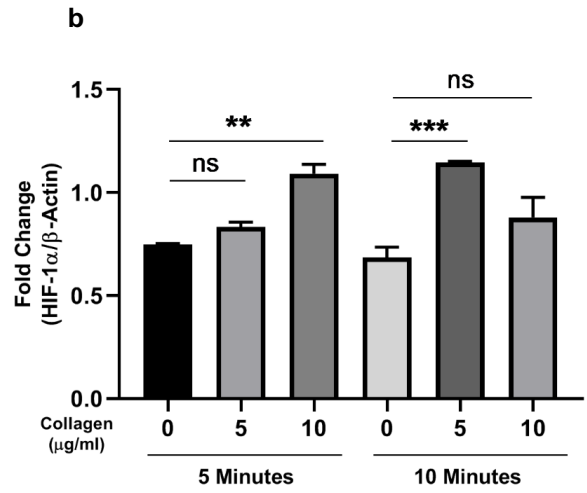 b
Fold Change
(HIF-1α/β-Actin)
1.5
1.0
0.5
0.0
ns
**
ns
***
Collagen
(µg/ml)
0 5 10 0 5 10
5 Minutes 10 Minutes